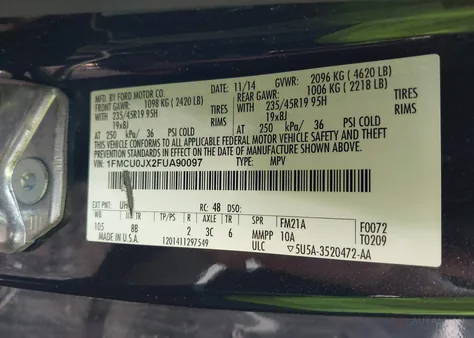 MFD. BY FORD MOTOR CO.
11/14 GVWR: 2096 KG ( 4620 LB)
FRONT GAWR: 1098 KG ( 2420 LB)
REAR GAWR: 1006 KG ( 2218 LB)
235/45R19 95H
235/45R19 95H
19x8J
19x8J
AT 250 kPa/ 36 PSI COLD
AT 250 kPa/ 36 PSI COLD
THIS VEHICLE CONFORMS TO ALL APPLICABLE FEDERAL MOTOR VEHICLE SAFETY AND THEFT
PREVENTION STANDARDS IN EFFECT ON THE DATE OF MANUFACTURE SHOWN ABOVE.
VIN: 1FMCU0JX2FUA90097
TYPE: MPV
UH RC: 48 DSO:
WB INT TR TP/PS R AXLE TR SPR FM21A F0072
105 8B 2 3C 6 MMPP 10A T0209
MADE IN U.S.A. 1201411297549 ULC 5U5A-3520472-AA